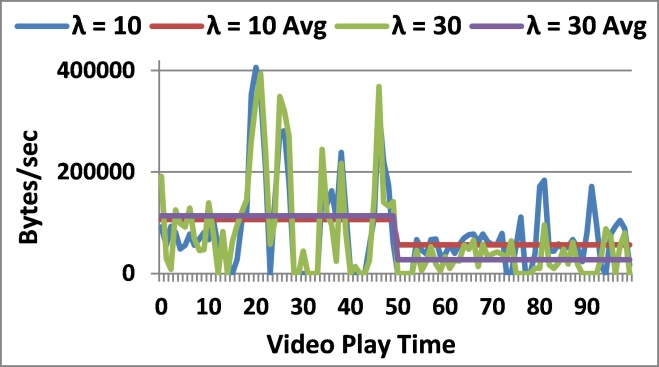 λ = 10 λ = 10 Avg λ = 30 λ = 30 Avg
400000
200000
0
Bytes/sec
0 10 20 30 40 50 60 70 80 90
Video Play Time